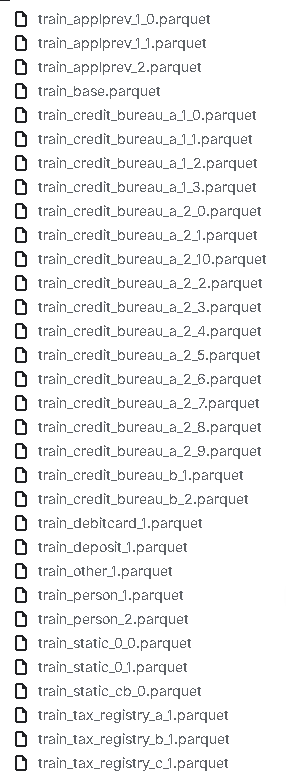 train_applprev_1_0.parquet
train_applprev_1_1.parquet
train_applprev_2.parquet
train_base.parquet
train_credit_bureau_a_1_0.parquet
train_credit_bureau_a_1_1.parquet
train_credit_bureau_a_1_2.parquet
train_credit_bureau_a_1_3.parquet
train_credit_bureau_a_2_0.parquet
train_credit_bureau_a_2_1.parquet
train_credit_bureau_a_2_10.parquet
train_credit_bureau_a_2_2.parquet
train_credit_bureau_a_2_3.parquet
train_credit_bureau_a_2_4.parquet
train_credit_bureau_a_2_5.parquet
train_credit_bureau_a_2_6.parquet
train_credit_bureau_a_2_7.parquet
train_credit_bureau_a_2_8.parquet
train_credit_bureau_a_2_9.parquet
train_credit_bureau_b_1.parquet
train_credit_bureau_b_2.parquet
train_debitcard_1.parquet
train_deposit_1.parquet
train_other_1.parquet
train_person_1.parquet
train_person_2.parquet
train_static_0_0.parquet
train_static_0_1.parquet
train_static_cb_0.parquet
train_tax_registry_a_1.parquet
train_tax_registry_b_1.parquet
train_tax_registry_c_1.parquet